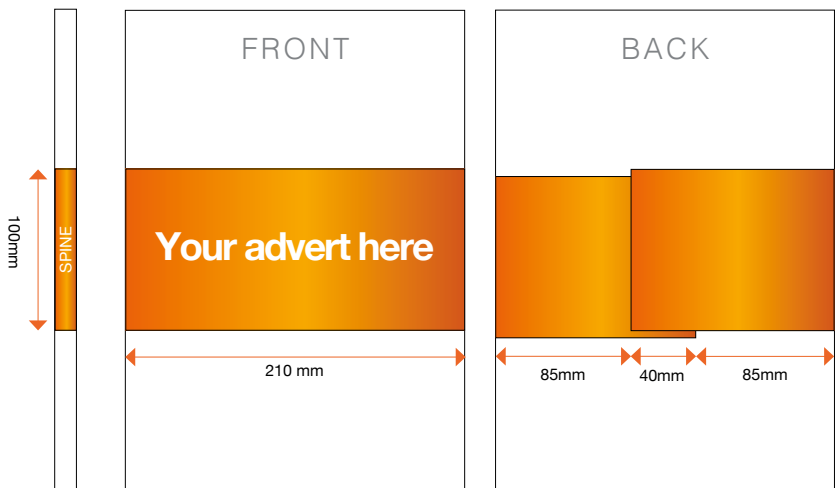 FRONT
BACK
100mm
SPINE
Your advert here
210 mm
85mm
40mm
85mm